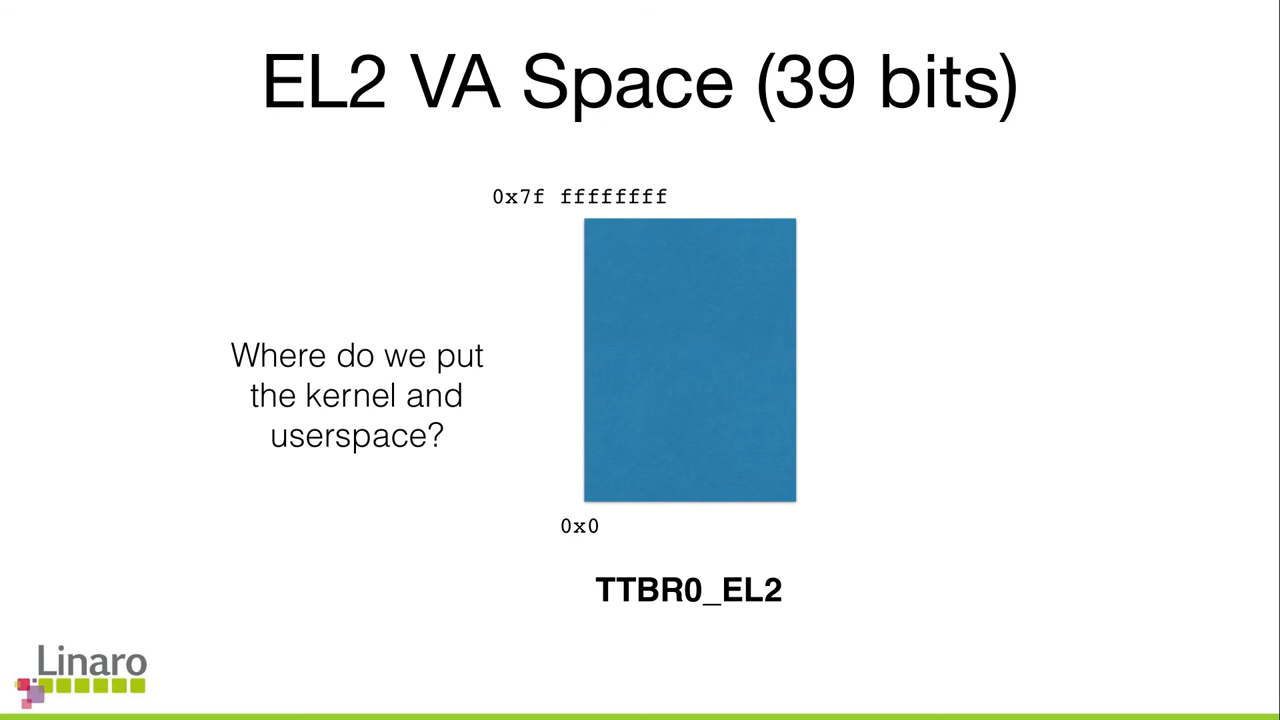 EL2 VA Space (39 bits)
0x7f ffffffff
Where do we put
the kernel and
userspace?
0x0
TTBR0_EL2
Linaro